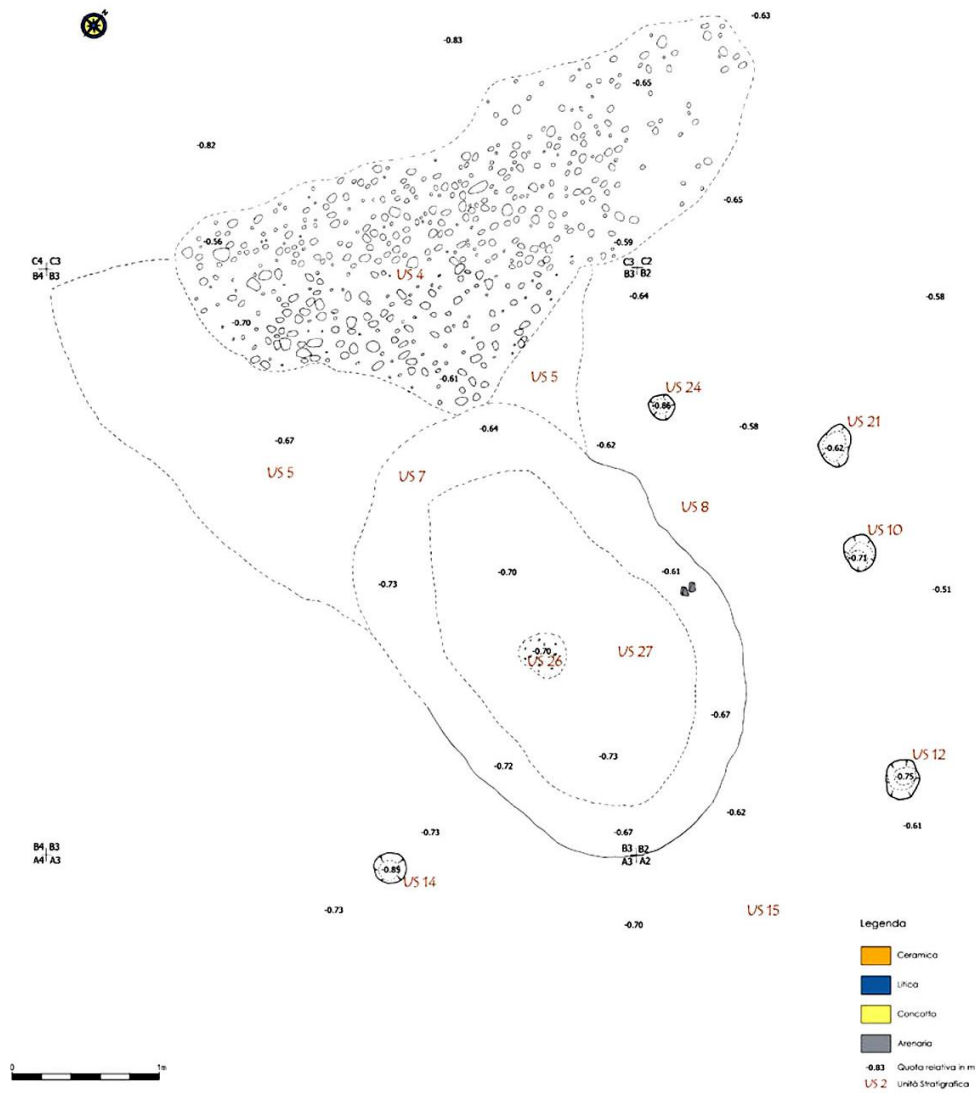 N
-0.63
-0.83
-0.65
-0.82
-0.65
-0.56
-0.59
C4 C3
B4 B3
US 4
C3 C2
B3 B2
-0.64
-0.58
-0.70
-0.61
US 5
US 24
-0.86
-0.64
-0.58
US 21
-0.62
-0.67
-0.62
US 5
US 7
US 8
US 10
-0.71
-0.70
-0.61
-0.73
-0.51
-0.70
US 26
US 27
-0.67
-0.72
-0.73
US 12
-0.75
-0.62
-0.61
-0.73
-0.67
B4 B3
A4 A3
B3 B2
A3 A2
-0.85
US 14
-0.73
US 15
-0.70
Legenda
Ceramica
Litica
Concotto
Arenaria
-0.83 Quota relativa in m
US 2 Unità Stratigrafica
0 1m